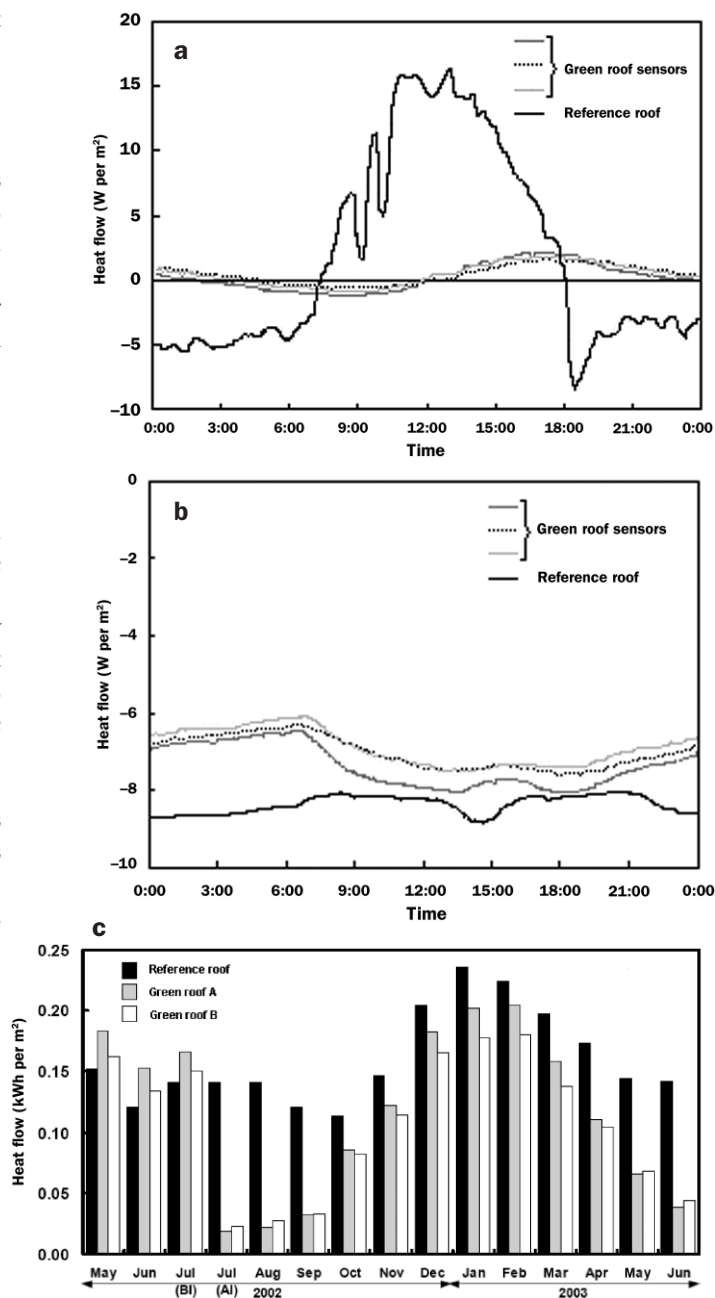 a
20
15
10
5
0
−5
−10
Heat flow (W per m²)
Green roof sensors
Reference roof
0:00 3:00 6:00 9:00 12:00 15:00 18:00 21:00 0:00
Time
b
0
−2
−4
−6
−8
−10
Heat flow (W per m²)
Green roof sensors
Reference roof
0:00 3:00 6:00 9:00 12:00 15:00 18:00 21:00 0:00
Time
c
0.25
0.20
0.15
0.10
0.05
0.00
Heat flow (kWh per m²)
Reference roof
Green roof A
Green roof B
May Jun Jul Jul Aug Sep Oct Nov Dec Jan Feb Mar Apr May Jun
(BI) (AI) 2002 2003